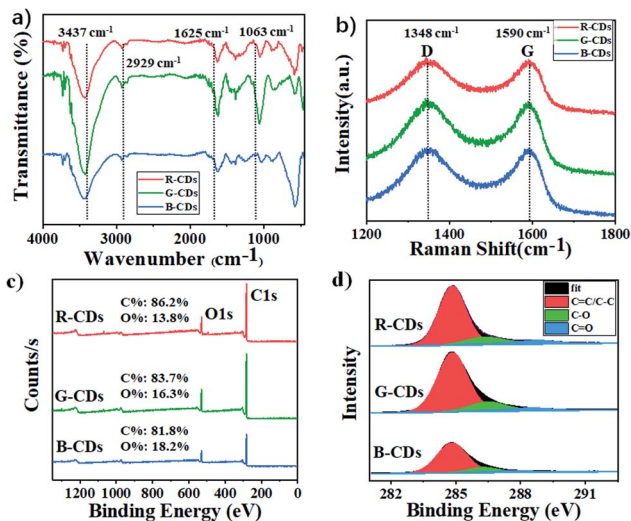 a)
3437 cm⁻¹
1625 cm⁻¹
1063 cm⁻¹
2929 cm⁻¹
Transmittance (%)
R-CDs
G-CDs
B-CDs
4000
3000
2000
1000
Wavenumber (cm⁻¹)
b)
1348 cm⁻¹
1590 cm⁻¹
D
G
R-CDs
G-CDs
B-CDs
Intensity(a.u.)
1200
1400
1600
1800
Raman Shift(cm⁻¹)
c)
C1s
O1s
R-CDs
C%: 86.2%
O%: 13.8%
G-CDs
C%: 83.7%
O%: 16.3%
B-CDs
C%: 81.8%
O%: 18.2%
Counts/s
1200
1000
800
600
400
200
0
Binding Energy (eV)
d)
fit
C=C/C-C
C-O
C=O
R-CDs
G-CDs
B-CDs
Intensity
282
285
288
291
Binding Energy (eV)